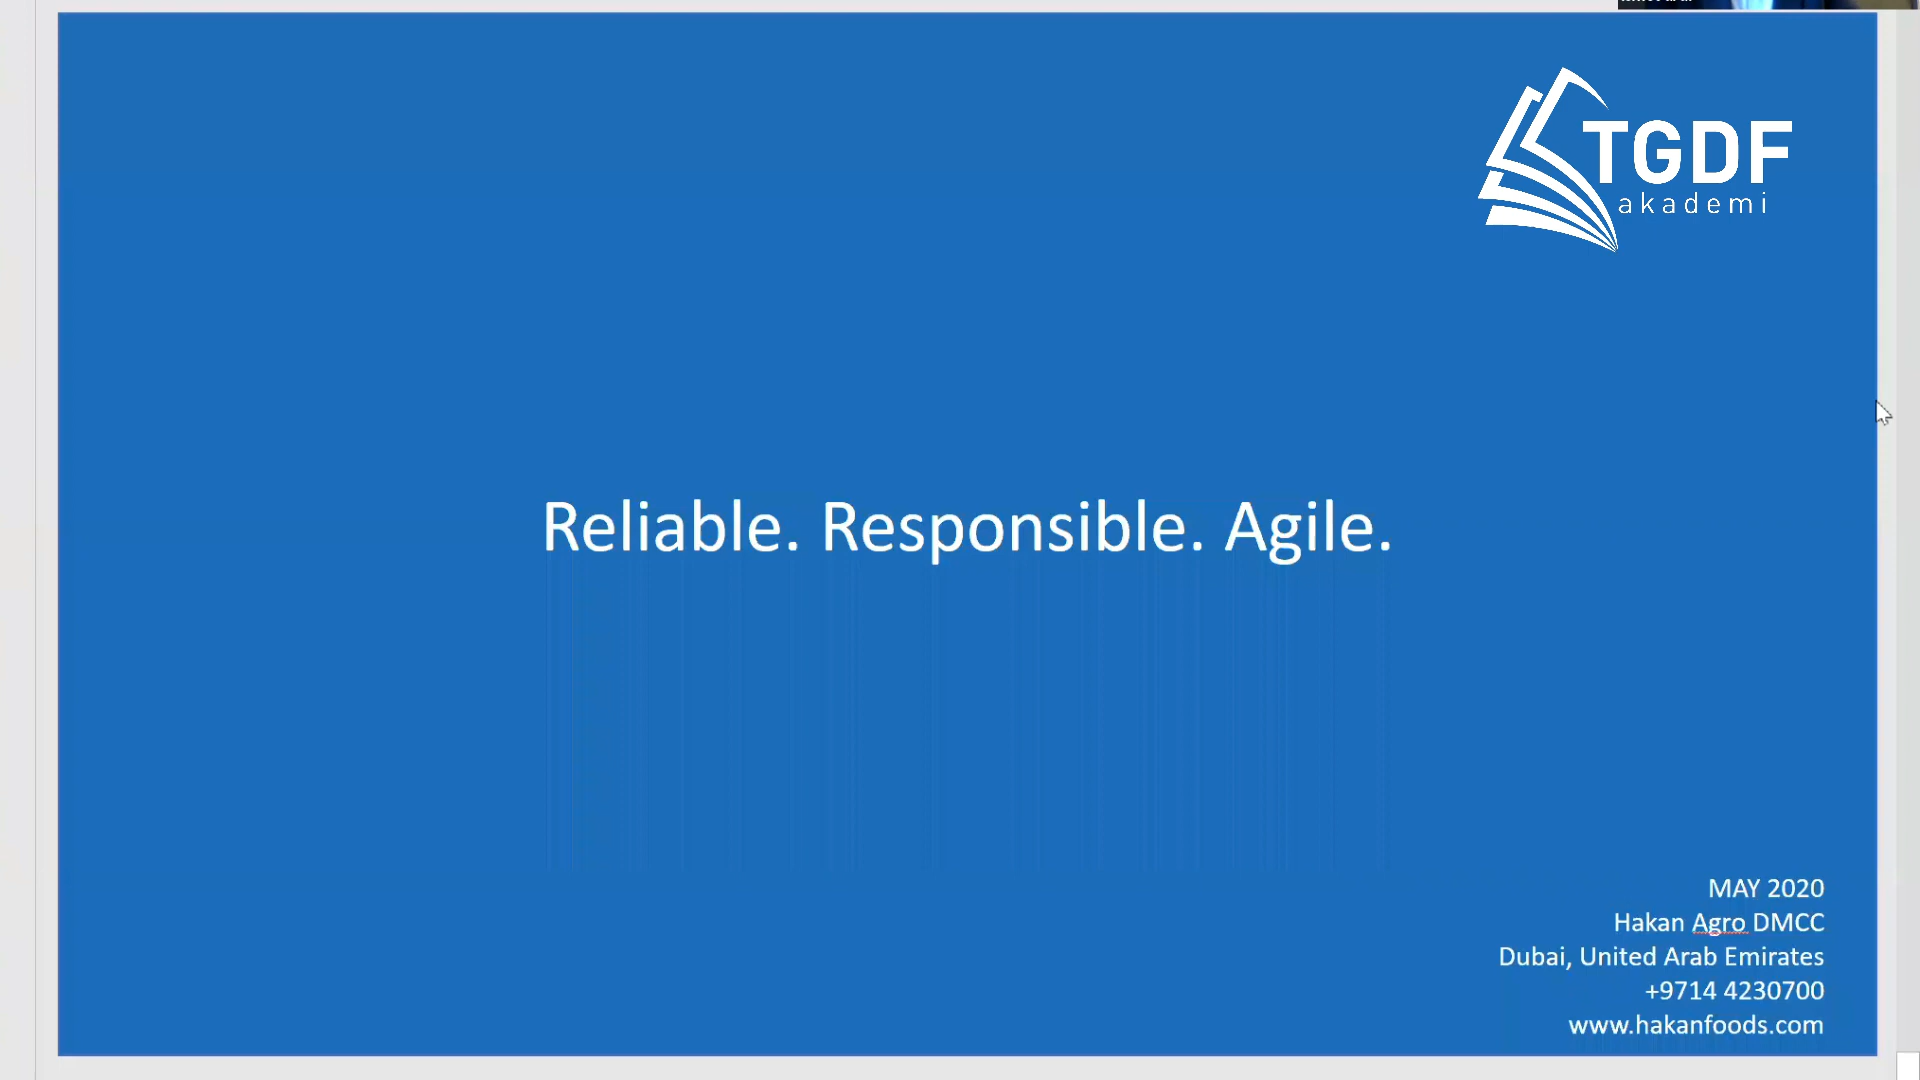 TGDF
akademi
Reliable. Responsible. Agile.
MAY 2020
Hakan Agro DMCC
Dubai, United Arab Emirates
+9714 4230700
www.hakanfoods.com